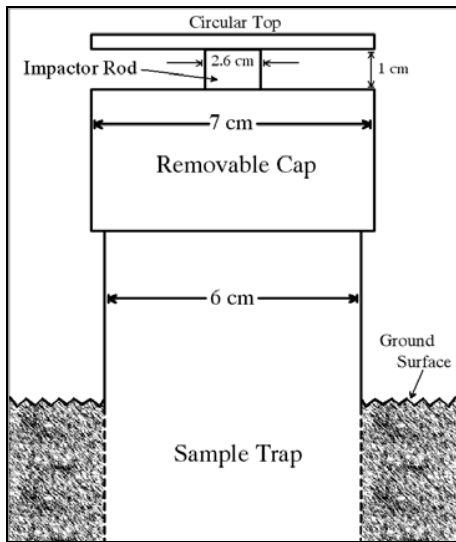 Circular Top
2.6 cm
Impactor Rod
1 cm
7 cm
Removable Cap
6 cm
Ground
Surface
Sample Trap